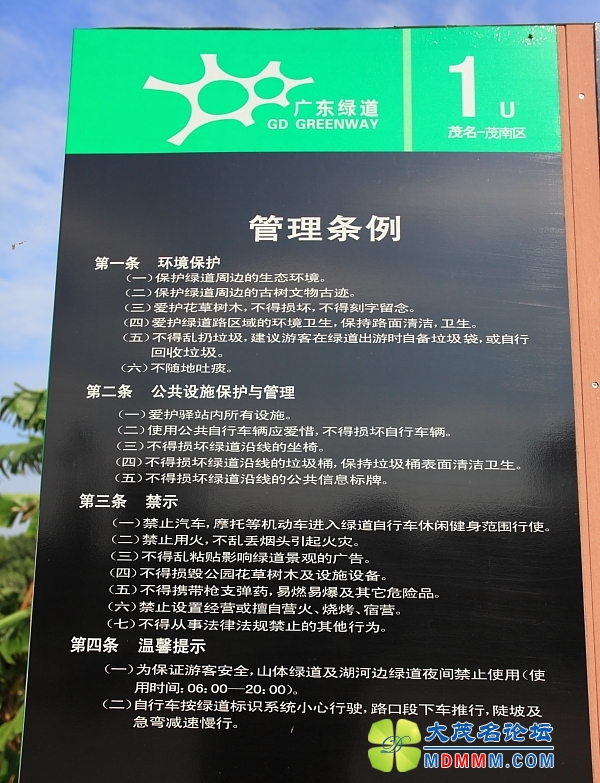 广东绿道
GD GREENWAY
1 U
茂名-茂南区
管理条例
第一条 环境保护
(一)保护绿道周边的生态环境。
(二)保护绿道周边的古树文物古迹。
(三)爱护花草树木,不得损坏,不得刻字留念。
(四)爱护绿道路区域的环境卫生,保持路面清洁,卫生。
(五)不得乱扔垃圾,建议游客在绿道出游时自备垃圾袋,或自行
回收垃圾。
(六)不随地吐痰。
第二条 公共设施保护与管理
(一)爱护驿站内所有设施。
(二)使用公共自行车辆应爱惜,不得损坏自行车辆。
(三)不得损坏绿道沿线的坐椅。
(四)不得损坏绿道沿线的垃圾桶,保持垃圾桶表面清洁卫生。
(五)不得损坏绿道沿线的公共信息标牌。
第三条 禁示
(一)禁止汽车,摩托等机动车进入绿道自行车休闲健身范围行使。
(二)禁止用火,不乱丢烟头引起火灾。
(三)不得乱粘贴影响绿道景观的广告。
(四)不得损毁公园花草树木及设施设备。
(五)不得携带枪支弹药,易燃易爆及其它危险品。
(六)禁止设置经营或擅自营火、烧烤、宿营。
(七)不得从事法律法规禁止的其他行为。
第四条 温馨提示
(一)为保证游客安全,山体绿道及湖河边绿道夜间禁止使用(使
用时间:06:00—20:00)。
(二)自行车按绿道标识系统小心行驶,路口段下车推行,陡坡及
急弯减速慢行。
大茂名论坛
MDMMM.COM